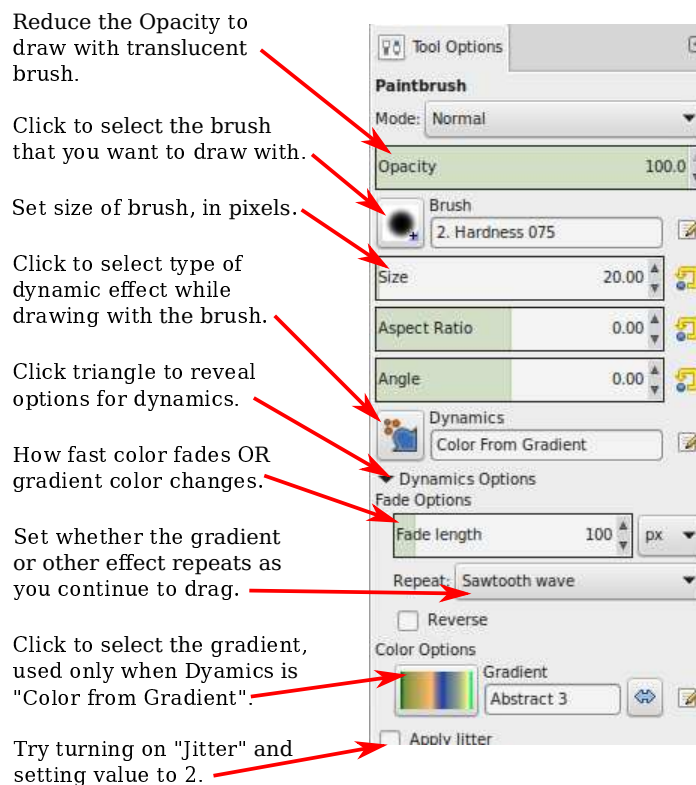 Reduce the Opacity to
draw with translucent
brush.
Click to select the brush
that you want to draw with.
Set size of brush, in pixels.
Click to select type of
dynamic effect while
drawing with the brush.
Click triangle to reveal
options for dynamics.
How fast color fades OR
gradient color changes.
Set whether the gradient
or other effect repeats as
you continue to drag.
Click to select the gradient,
used only when Dyamics is
"Color from Gradient".
Try turning on "Jitter" and
setting value to 2.
Tool Options
Paintbrush
Mode: Normal
Opacity 100.0
Brush
2. Hardness 075
Size 20.00
Aspect Ratio 0.00
Angle 0.00
Dynamics
Color From Gradient
Dynamics Options
Fade Options
Fade length 100 px
Repeat: Sawtooth wave
Reverse
Color Options
Gradient
Abstract 3
Apply Jitter